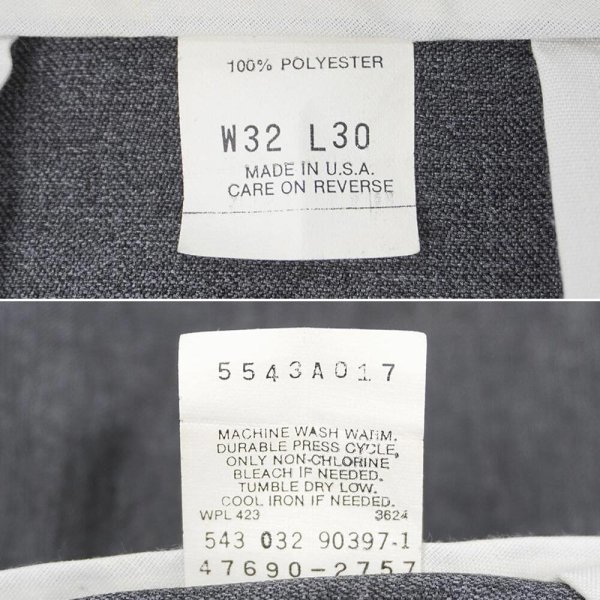 100% POLYESTER
W32 L30
MADE IN U.S.A.
CARE ON REVERSE
5543A017
MACHINE WASH WARM.
DURABLE PRESS CYCLE,
ONLY NON-CHLORINE
BLEACH IF NEEDED.
TUMBLE DRY LOW.
COOL IRON IF NEEDED.
WPL 423 3624
543 032 90397-1
47690-2757